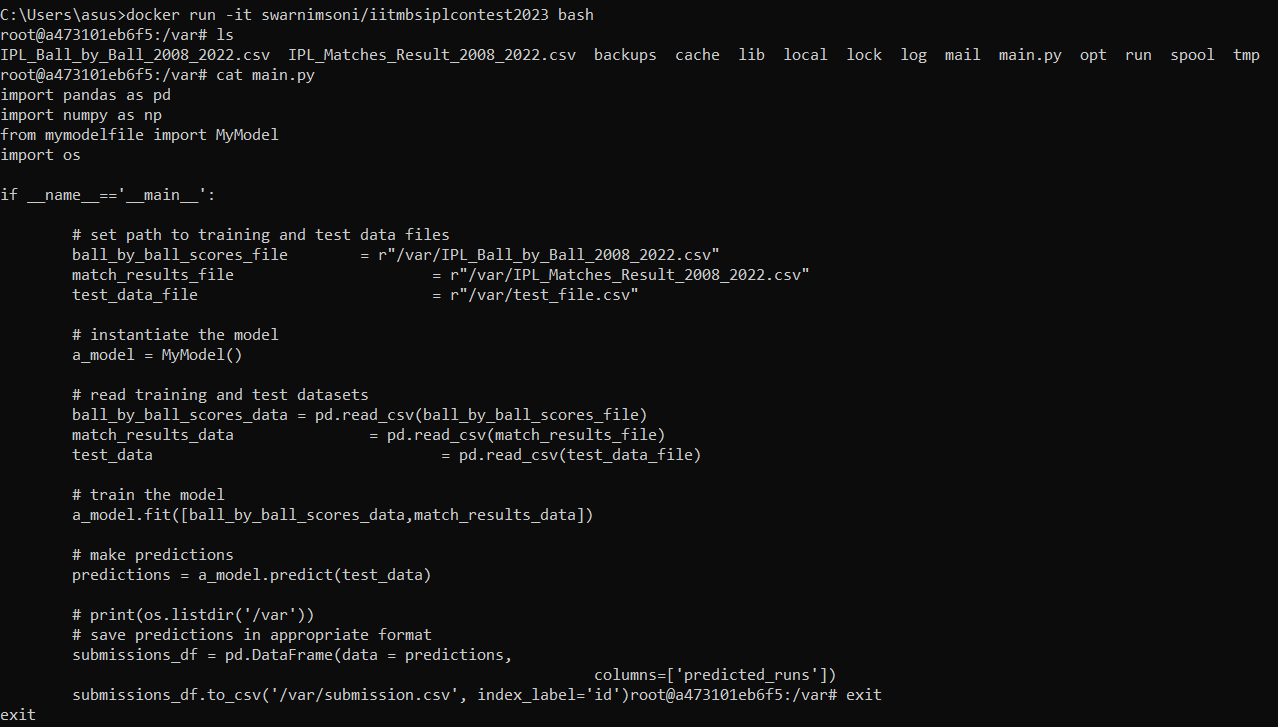 C:\Users\asus>docker run -it swarnimsoni/iitmbsiplcontest2023 bash
root@a473101eb6f5:/var# ls
IPL_Ball_by_Ball_2008_2022.csv  IPL_Matches_Result_2008_2022.csv  backups  cache  lib  local  lock  log  mail  main.py  opt  run  spool  tmp
root@a473101eb6f5:/var# cat main.py
import pandas as pd
import numpy as np
from mymodelfile import MyModel
import os

if __name__=='__main__':

        # set path to training and test data files
        ball_by_ball_scores_file        = r"/var/IPL_Ball_by_Ball_2008_2022.csv"
        match_results_file                      = r"/var/IPL_Matches_Result_2008_2022.csv"
        test_data_file                          = r"/var/test_file.csv"

        # instantiate the model
        a_model = MyModel()

        # read training and test datasets
        ball_by_ball_scores_data = pd.read_csv(ball_by_ball_scores_file)
        match_results_data               = pd.read_csv(match_results_file)
        test_data                                = pd.read_csv(test_data_file)

        # train the model
        a_model.fit([ball_by_ball_scores_data,match_results_data])

        # make predictions
        predictions = a_model.predict(test_data)

        # print(os.listdir('/var'))
        # save predictions in appropriate format
        submissions_df = pd.DataFrame(data = predictions,
                                                                  columns=['predicted_runs'])
        submissions_df.to_csv('/var/submission.csv', index_label='id')root@a473101eb6f5:/var# exit
exit